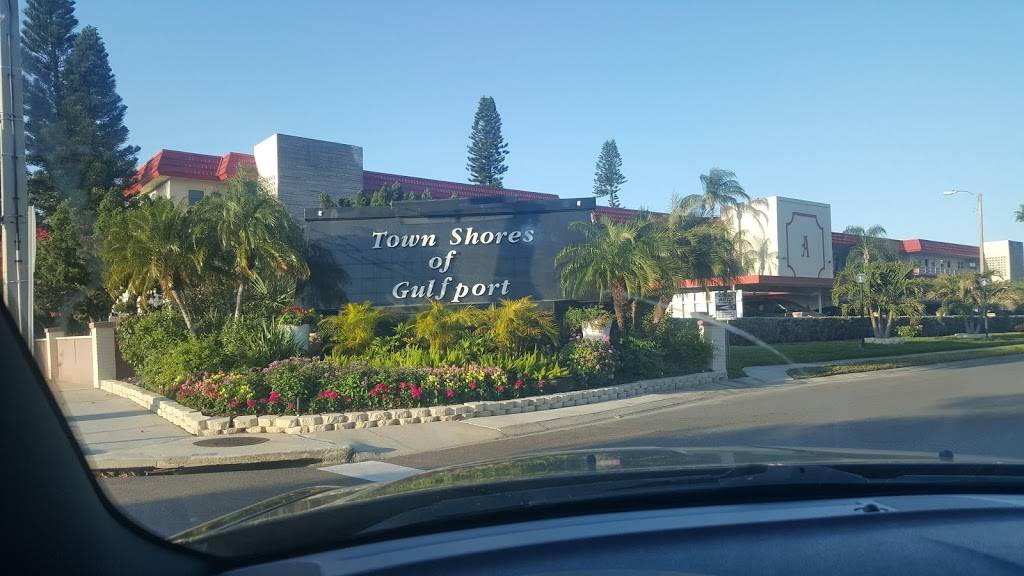 Town Shores
of
Gulfport
A